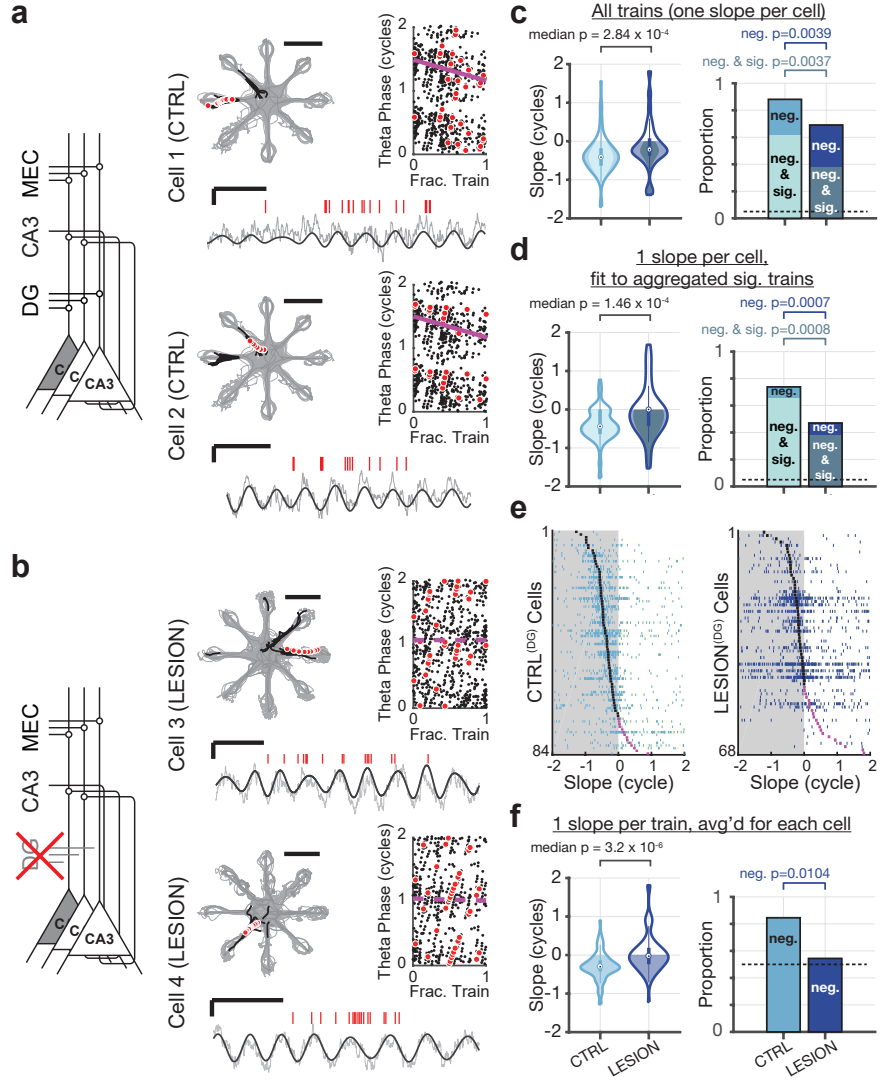 a
MEC
CA3
DG
C
C
CA3
Cell 1 (CTRL)
Theta Phase (cycles)
2
1
0
0
1
Frac. Train
Cell 2 (CTRL)
Theta Phase (cycles)
2
1
0
0
1
Frac. Train
b
MEC
CA3
DG
C
C
CA3
Cell 3 (LESION)
Theta Phase (cycles)
2
1
0
0
1
Frac. Train
Cell 4 (LESION)
Theta Phase (cycles)
2
1
0
0
1
Frac. Train
c
All trains (one slope per cell)
median p = 2.84 x 10⁻⁴
Slope (cycles)
2
1
0
-1
-2
neg. p=0.0039
neg. & sig. p=0.0037
Proportion
1
0
neg.
neg.
&
sig.
neg.
neg.
&
sig.
d
1 slope per cell,
fit to aggregated sig. trains
median p = 1.46 x 10⁻⁴
Slope (cycles)
2
1
0
-1
-2
neg. p=0.0007
neg. & sig. p=0.0008
Proportion
1
0
neg.
neg.
&
sig.
neg.
neg.
&
sig.
e
CTRL⁽ᴰᴳ⁾ Cells
1
84
-2 -1 0 1 2
Slope (cycle)
LESION⁽ᴰᴳ⁾ Cells
1
68
-2 -1 0 1 2
Slope (cycle)
f
1 slope per train, avg'd for each cell
median p = 3.2 x 10⁻⁶
Slope (cycles)
2
1
0
-1
-2
CTRL
LESION
neg. p=0.0104
Proportion
1
0
neg.
neg.
CTRL
LESION